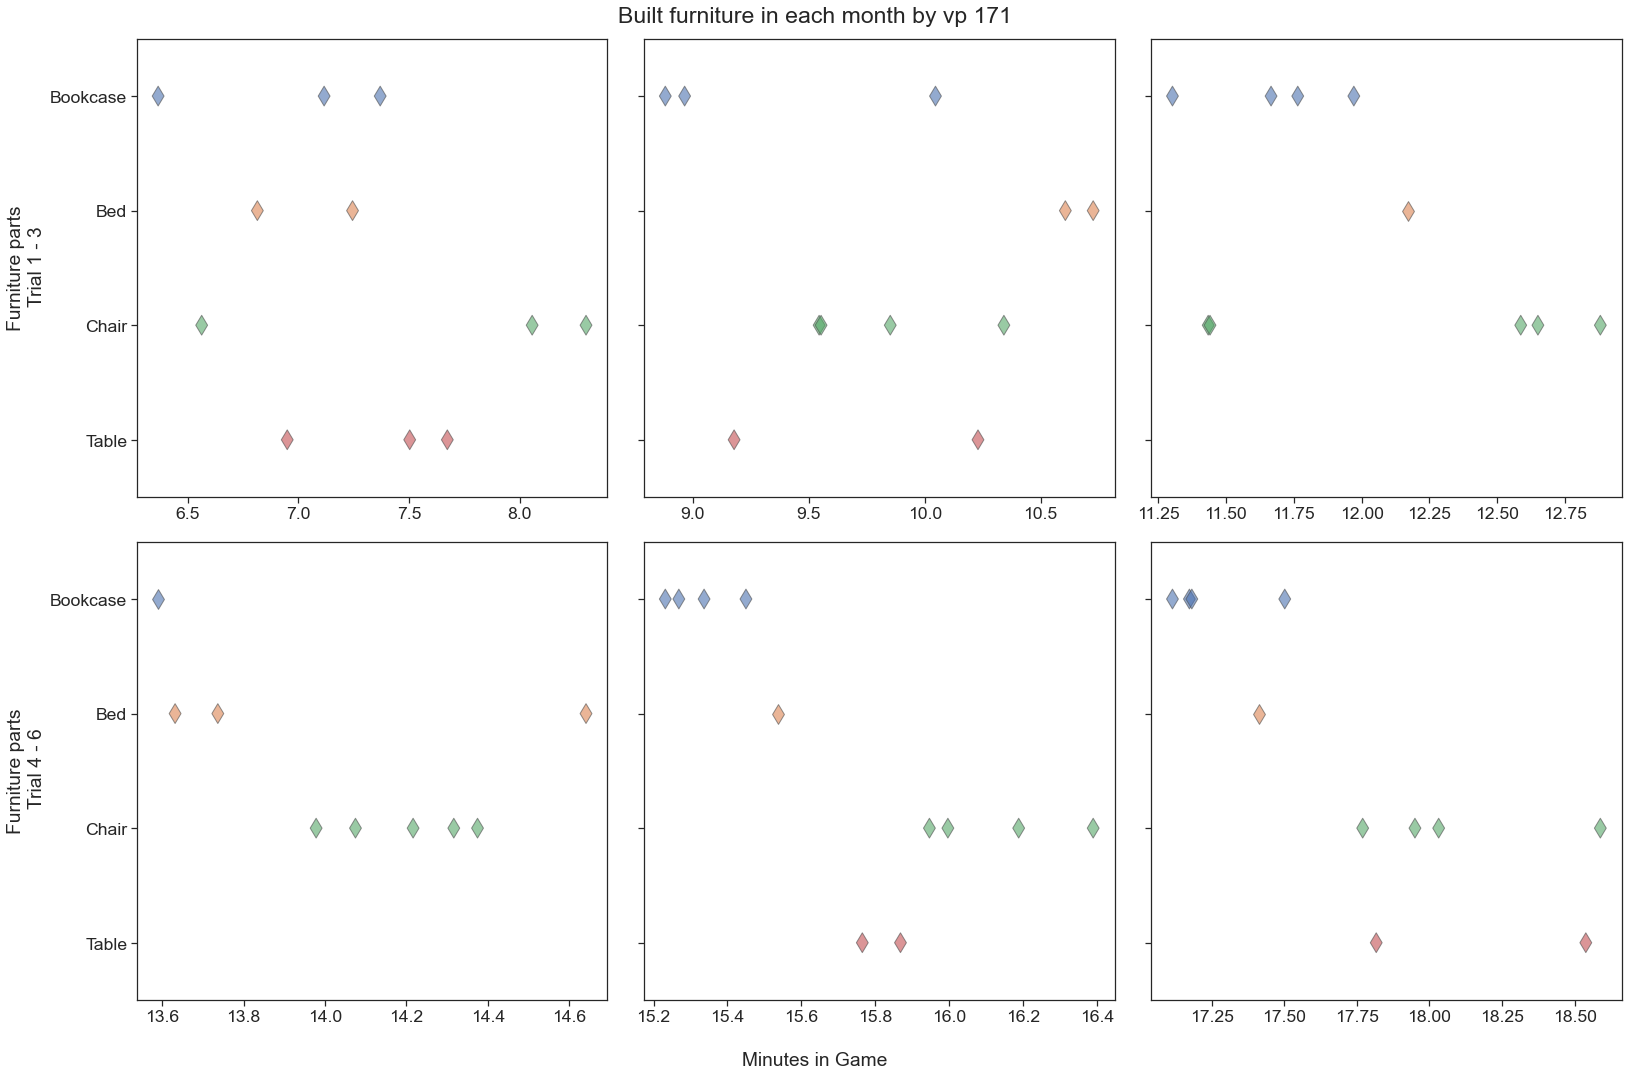 Built furniture in each month by vp 171
Furniture parts
Trial 1 - 3
Bookcase
Bed
Chair
Table
6.5 7.0 7.5 8.0
9.0 9.5 10.0 10.5
11.25 11.50 11.75 12.00 12.25 12.50 12.75
Furniture parts
Trial 4 - 6
Bookcase
Bed
Chair
Table
13.6 13.8 14.0 14.2 14.4 14.6
15.2 15.4 15.6 15.8 16.0 16.2 16.4
17.25 17.50 17.75 18.00 18.25 18.50
Minutes in Game